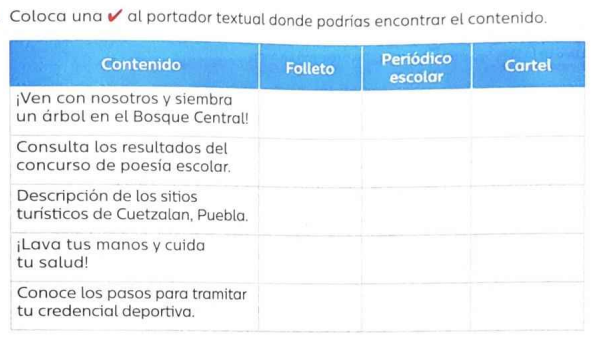 Coloca una ✔ al portador textual donde podrías encontrar el contenido.
Contenido
Folleto
Periódico
escolar
Cartel
¡Ven con nosotros y siembra
un árbol en el Bosque Central!
Consulta los resultados del
concurso de poesía escolar.
Descripción de los sitios
turísticos de Cuetzalan, Puebla.
¡Lava tus manos y cuida
tu salud!
Conoce los pasos para tramitar
tu credencial deportiva.